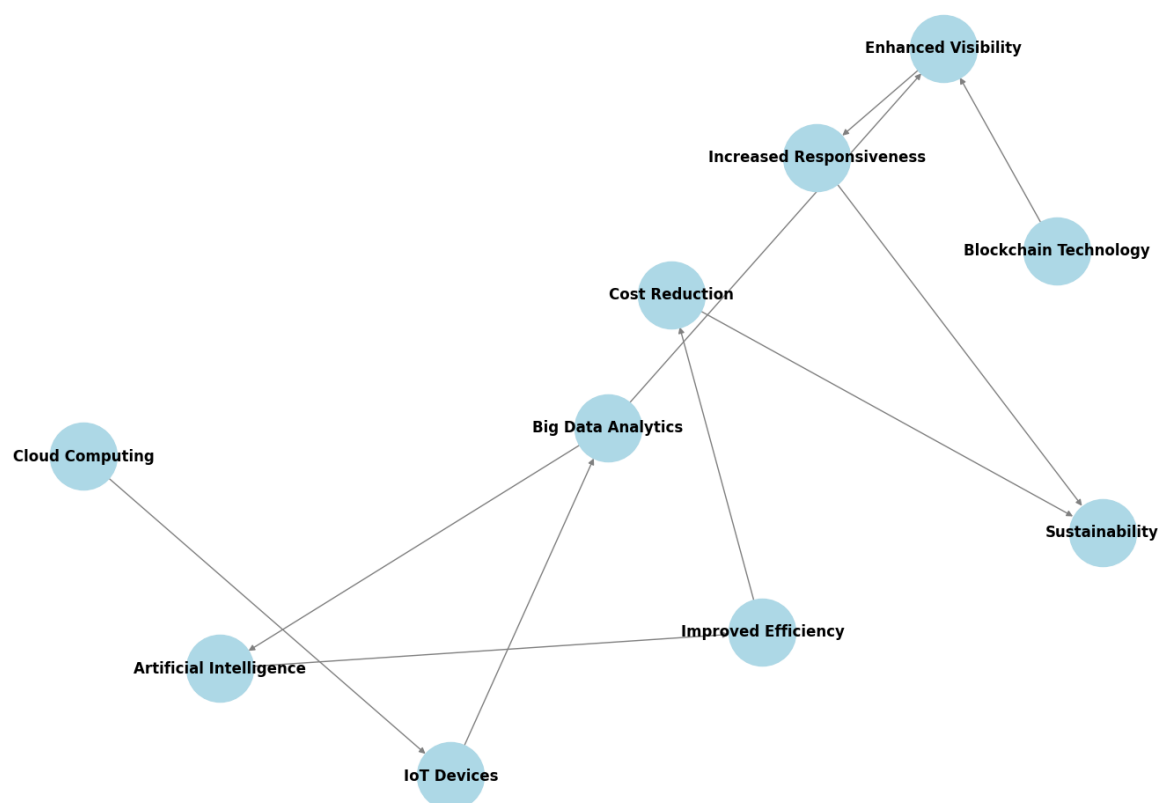 Enhanced Visibility
Increased Responsiveness
Blockchain Technology
Cost Reduction
Big Data Analytics
Cloud Computing
Sustainability
Improved Efficiency
Artificial Intelligence
IoT Devices